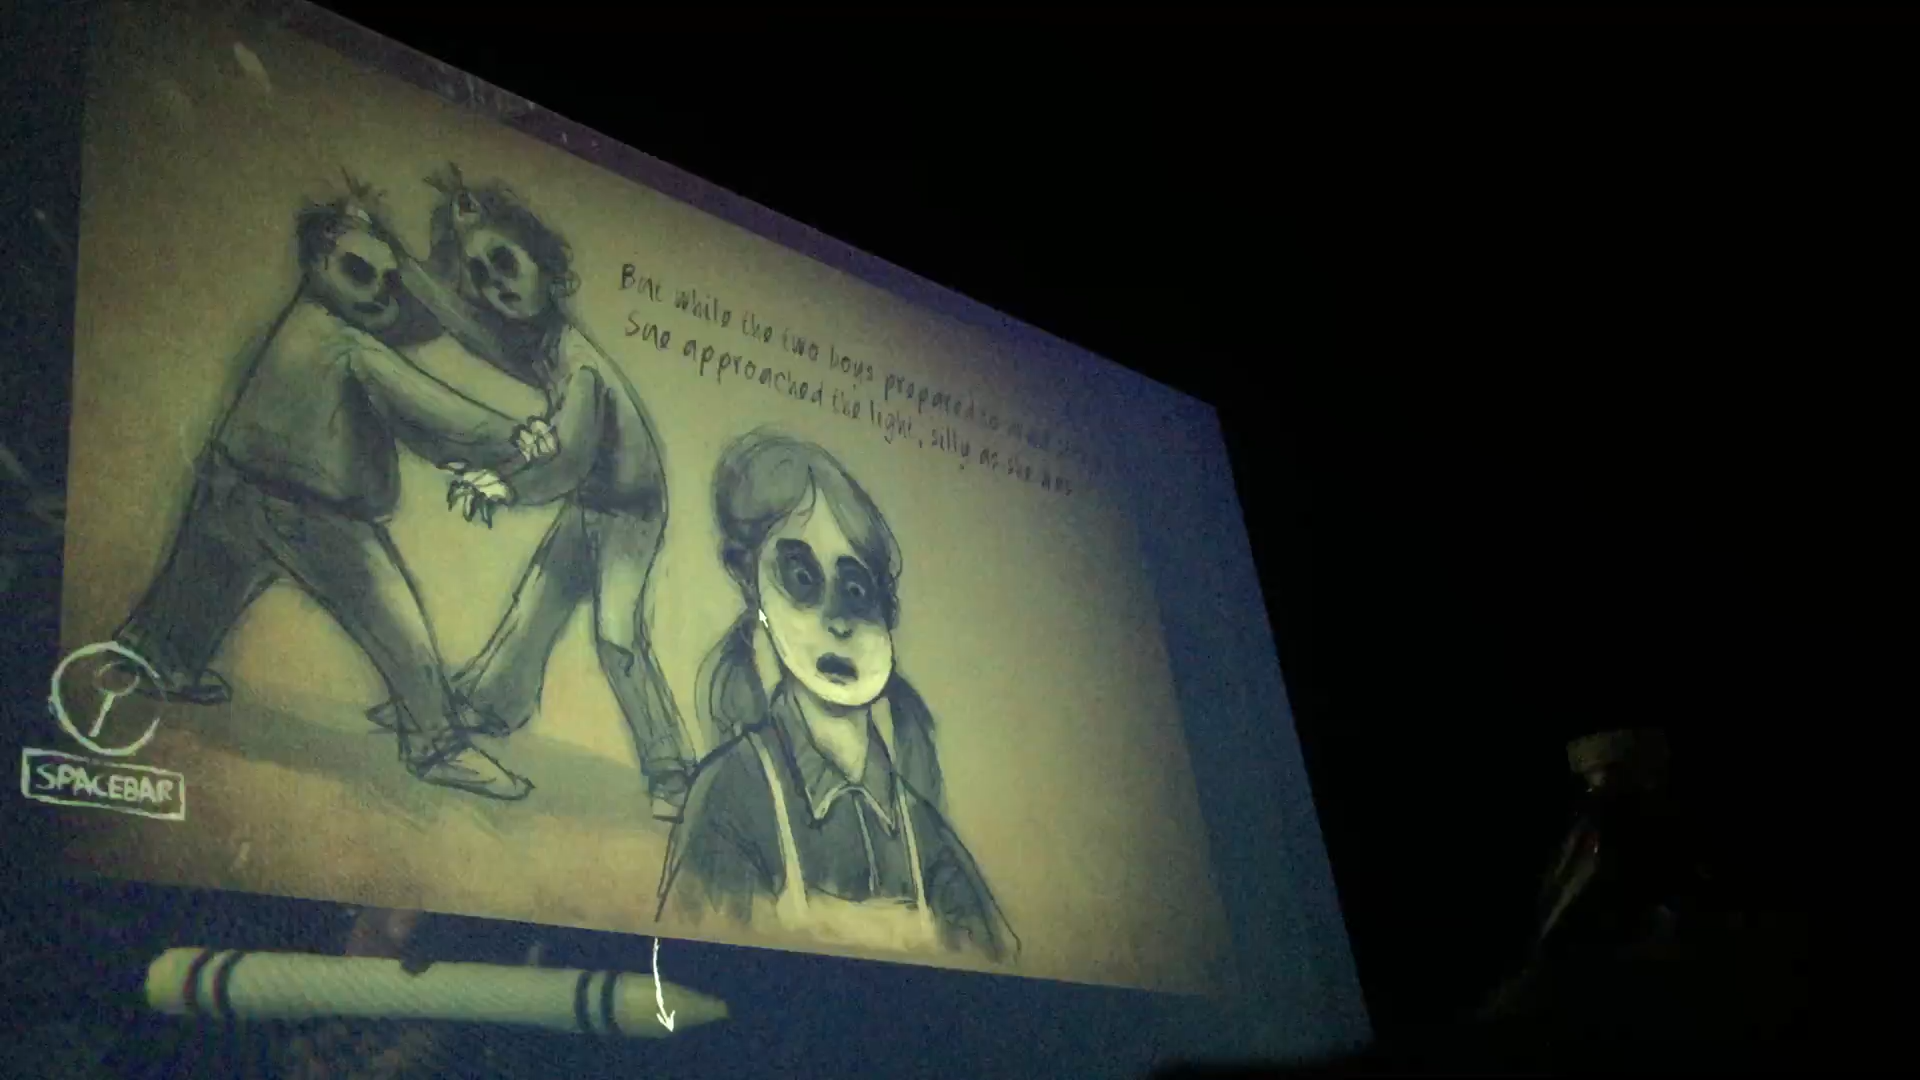 But while the two boys prepared to
Sue approached the light, silly as she was
SPACEBAR